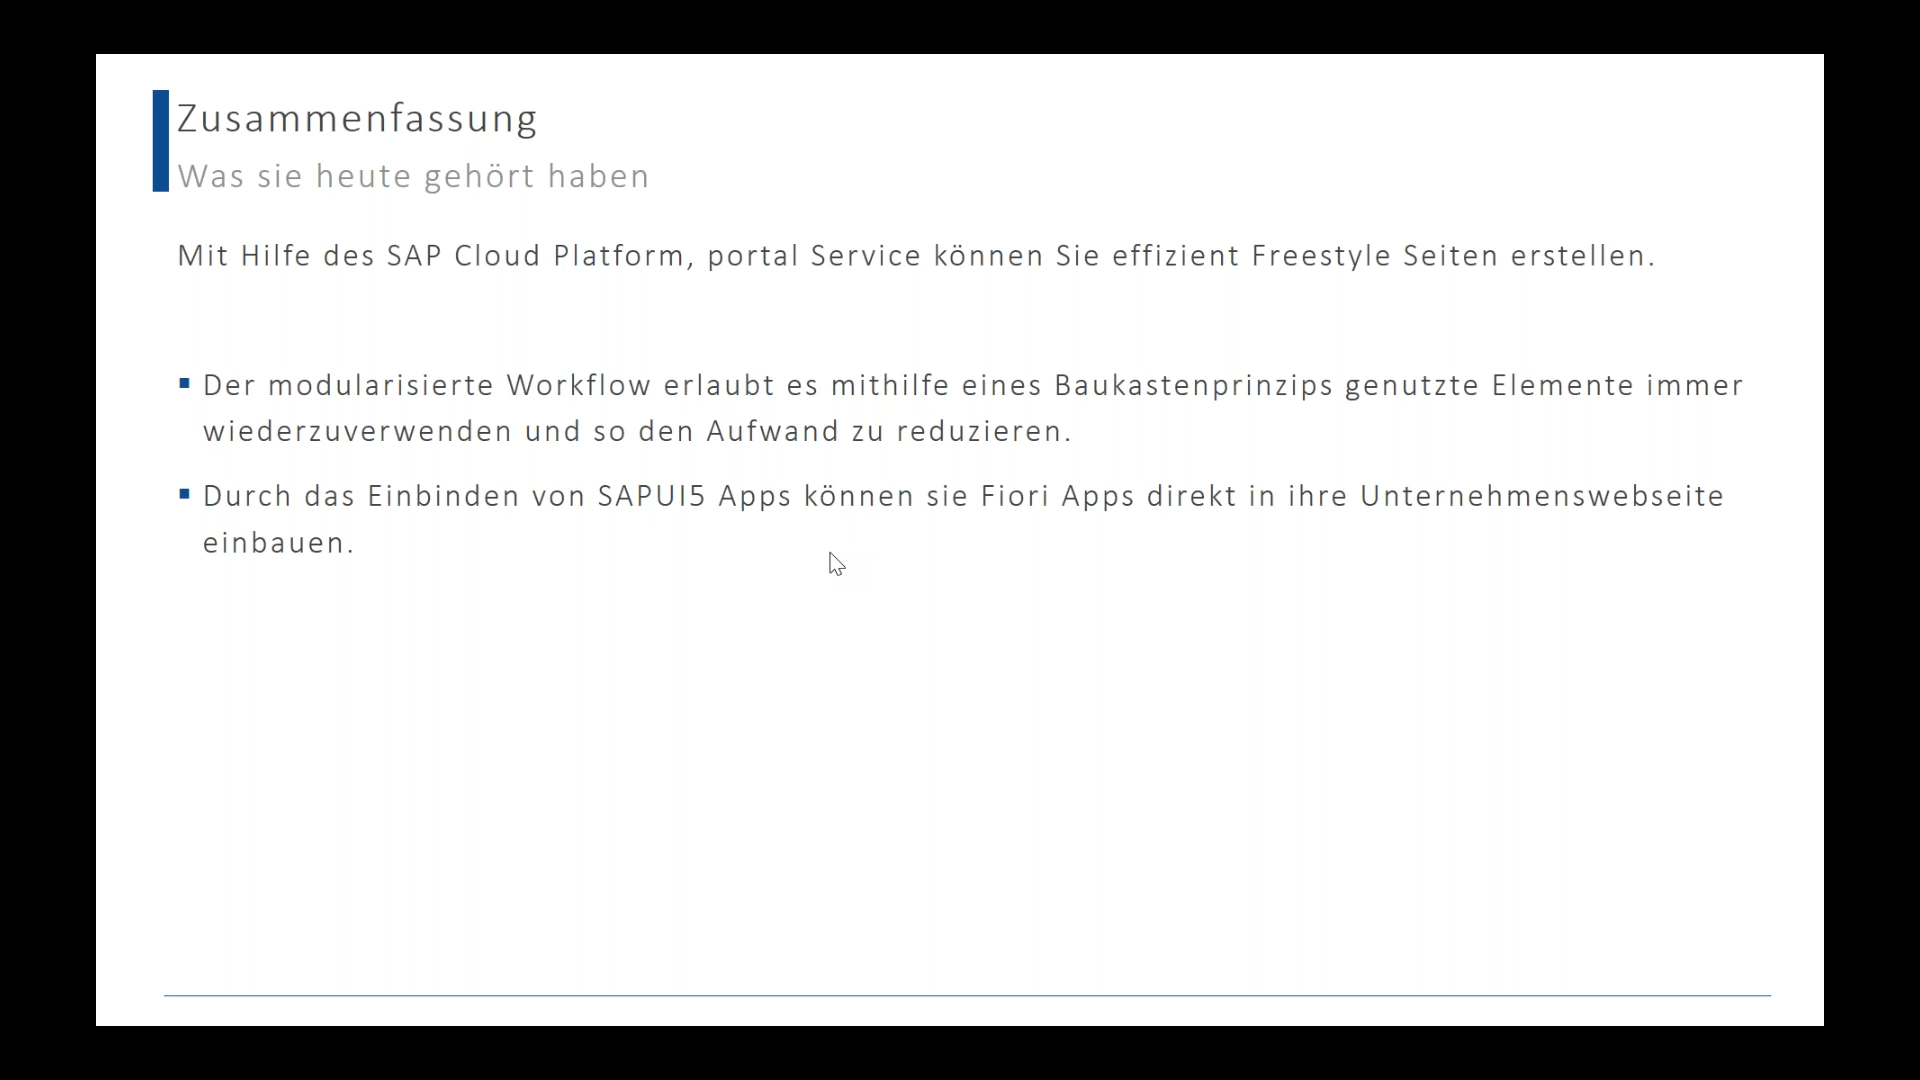 Zusammenfassung
Was sie heute gehört haben
Mit Hilfe des SAP Cloud Platform, portal Service können Sie effizient Freestyle Seiten erstellen.
▪ Der modularisierte Workflow erlaubt es mithilfe eines Baukastenprinzips genutzte Elemente immer
wiederzuverwenden und so den Aufwand zu reduzieren.
▪ Durch das Einbinden von SAPUI5 Apps können sie Fiori Apps direkt in ihre Unternehmenswebseite
einbauen.